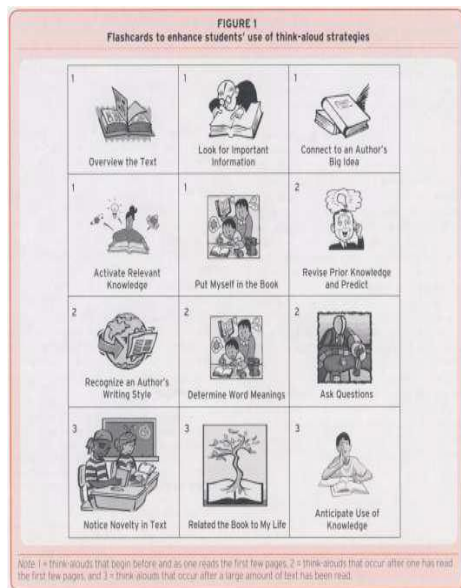 FIGURE 1
Flashcards to enhance students' use of think-aloud strategies
1
Overview the Text
1
Look for Important
Information
1
Connect to an Author's
Big Idea
1
Activate Relevant
Knowledge
1
Put Myself in the Book
2
Revise Prior Knowledge
and Predict
2
Recognize an Author's
Writing Style
2
Determine Word Meanings
2
Ask Questions
3
Notice Novelty in Text
3
Related the Book to My Life
3
Anticipate Use of
Knowledge
Note. 1 = think-alouds that begin before and as one reads the first few pages, 2 = think-alouds that occur after one has read
the first few pages, and 3 = think-alouds that occur after a large amount of text has been read.